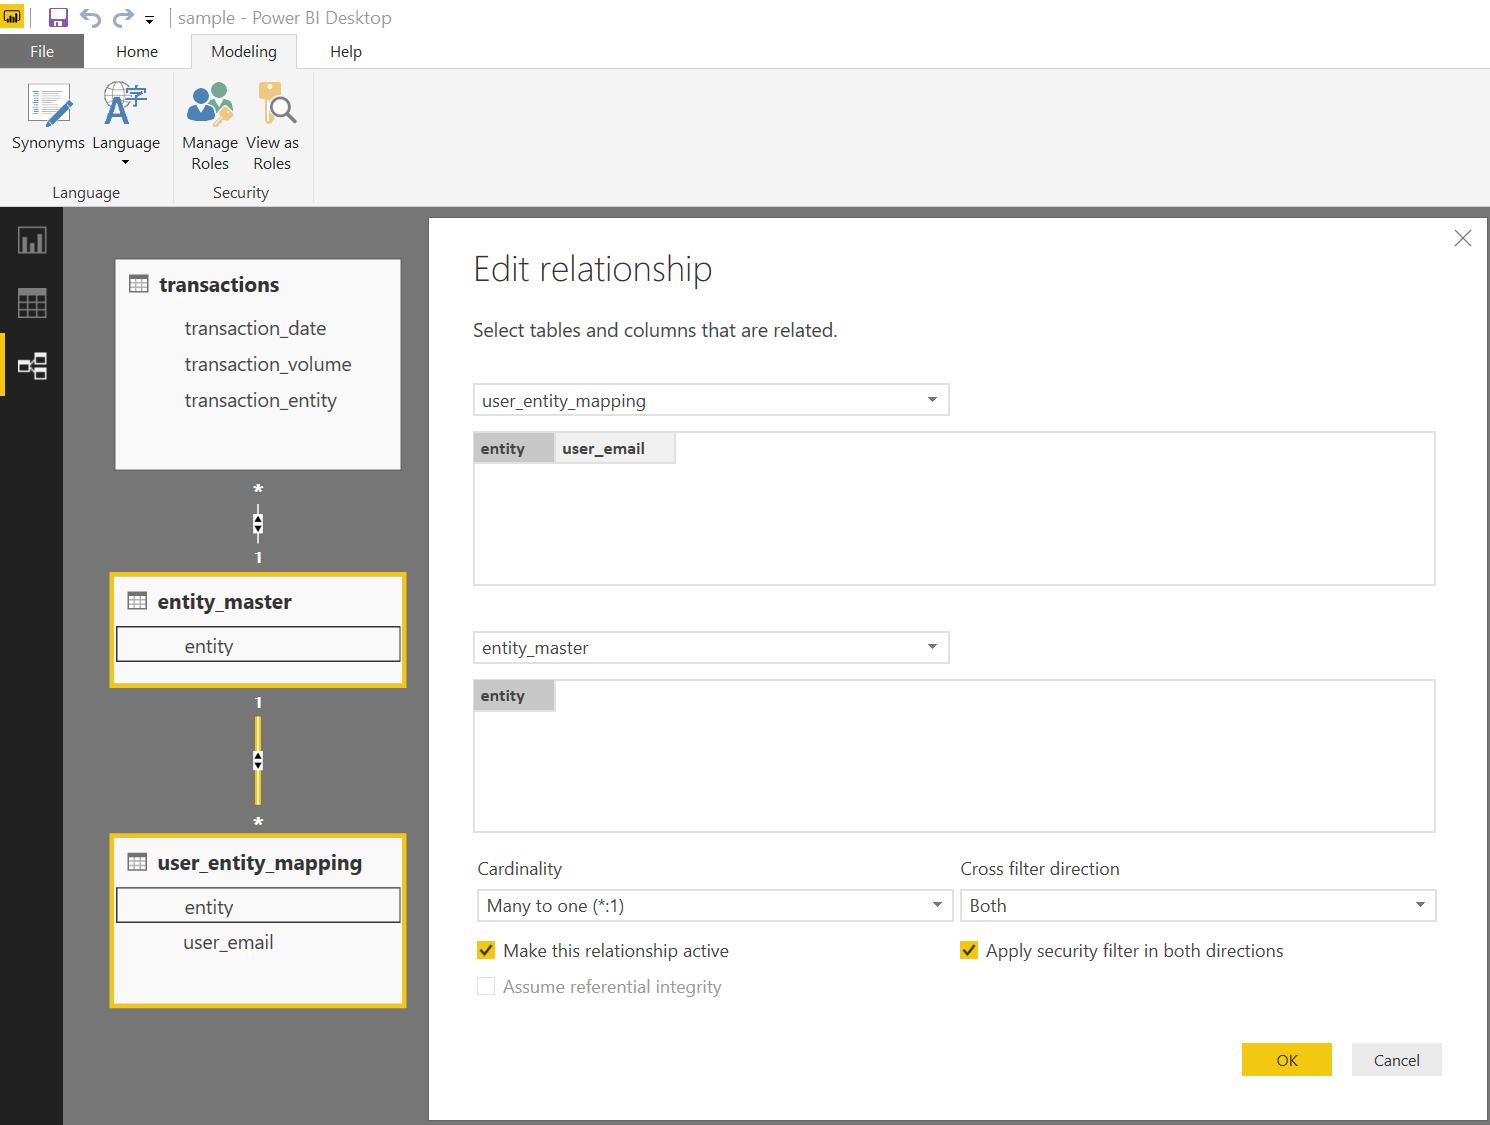 sample - Power BI Desktop
File Home Modeling Help
Synonyms Language Manage Roles View as Roles
Language Security
transactions
transaction_date
transaction_volume
transaction_entity
*
1
entity_master
entity
1
*
user_entity_mapping
entity
user_email
Edit relationship
Select tables and columns that are related.
user_entity_mapping
entity user_email
entity_master
entity
Cardinality Cross filter direction
Many to one (*:1) Both
Make this relationship active Apply security filter in both directions
Assume referential integrity
OK Cancel